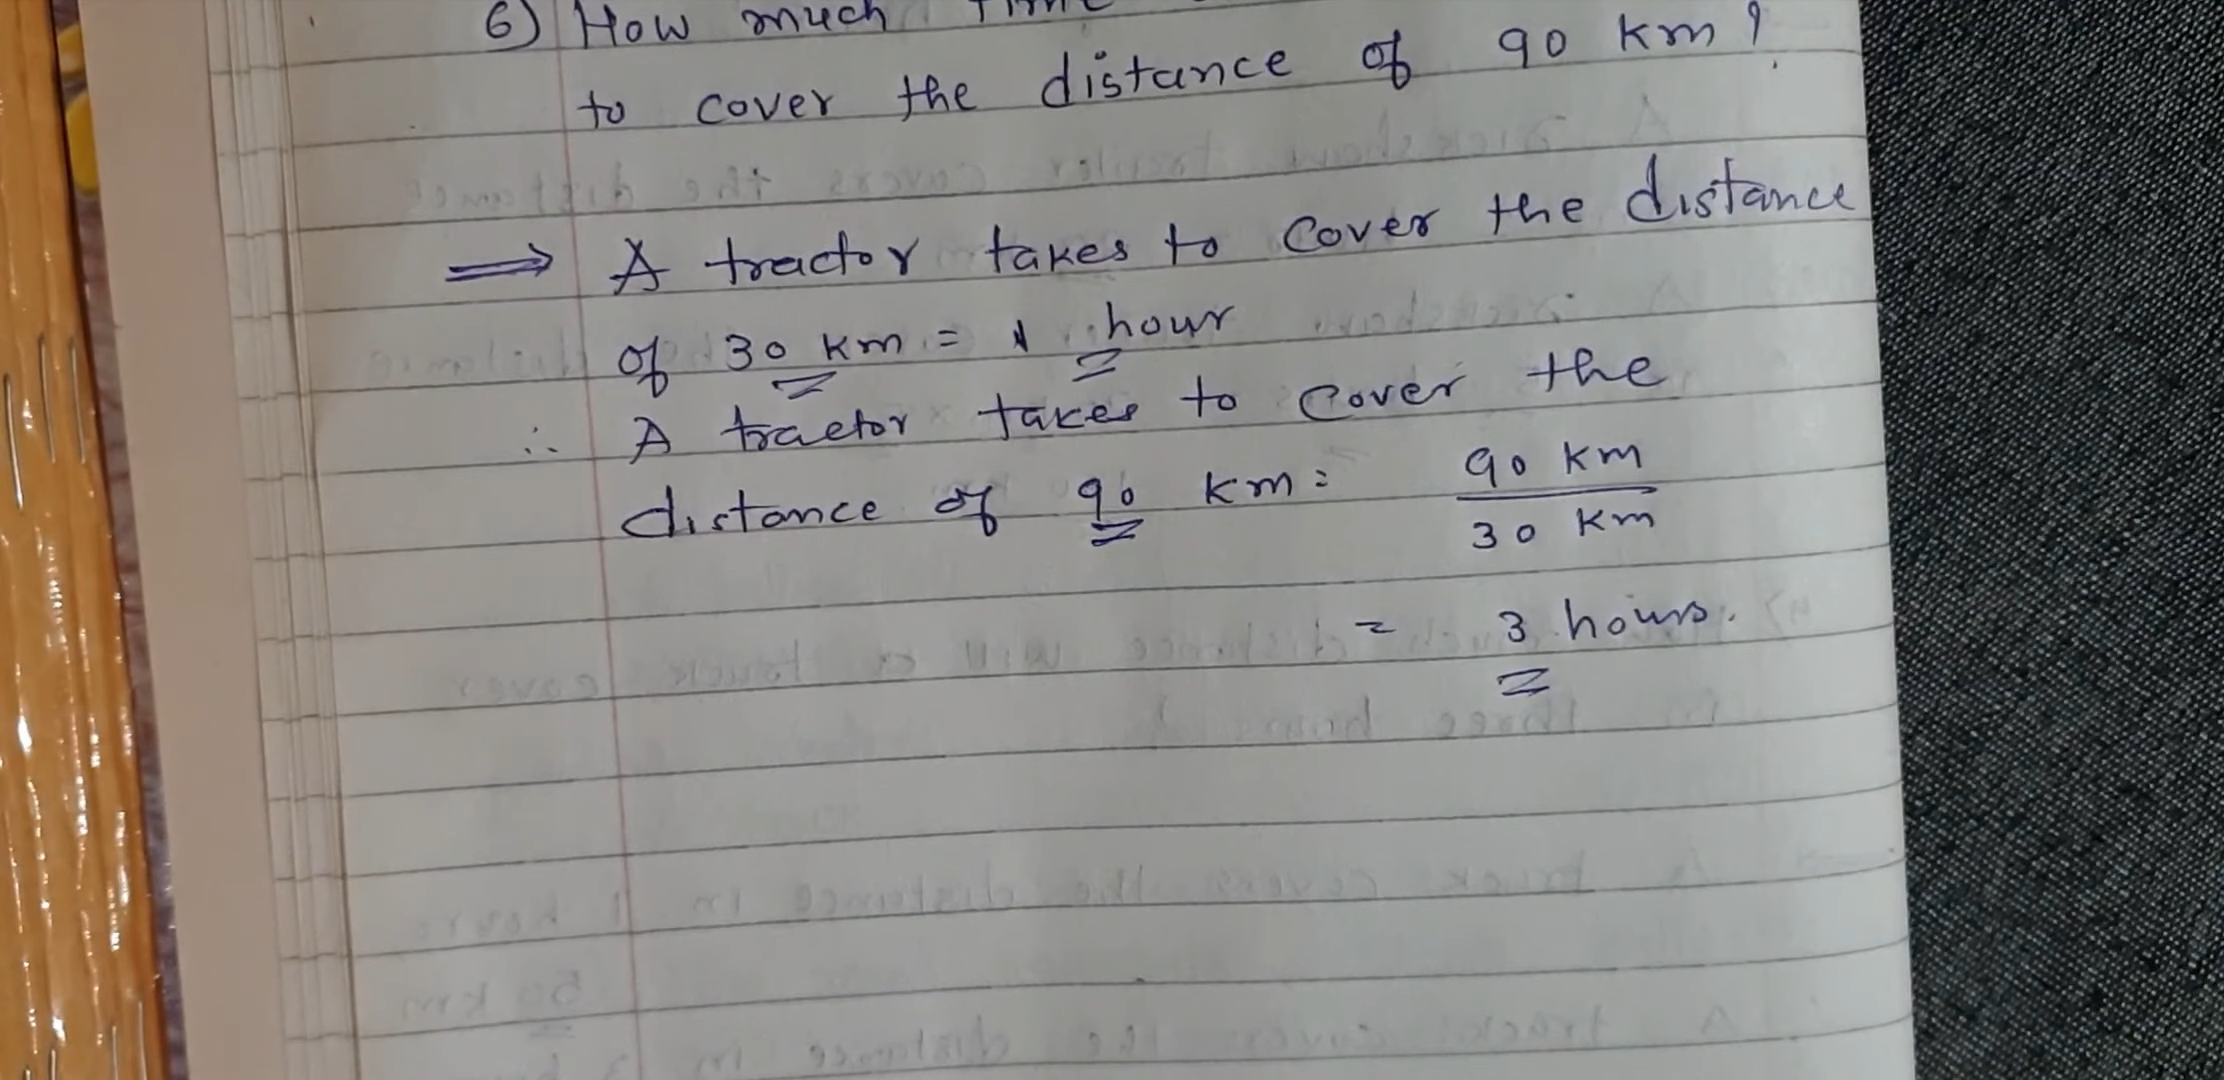 6) How much time
to cover the distance of 90 km ?
⟹ A tractor takes to cover the distance
of 30 km = 1 hour
∴ A tractor takes to cover the
distance of 90 km = 90 km
30 km
= 3 hours.